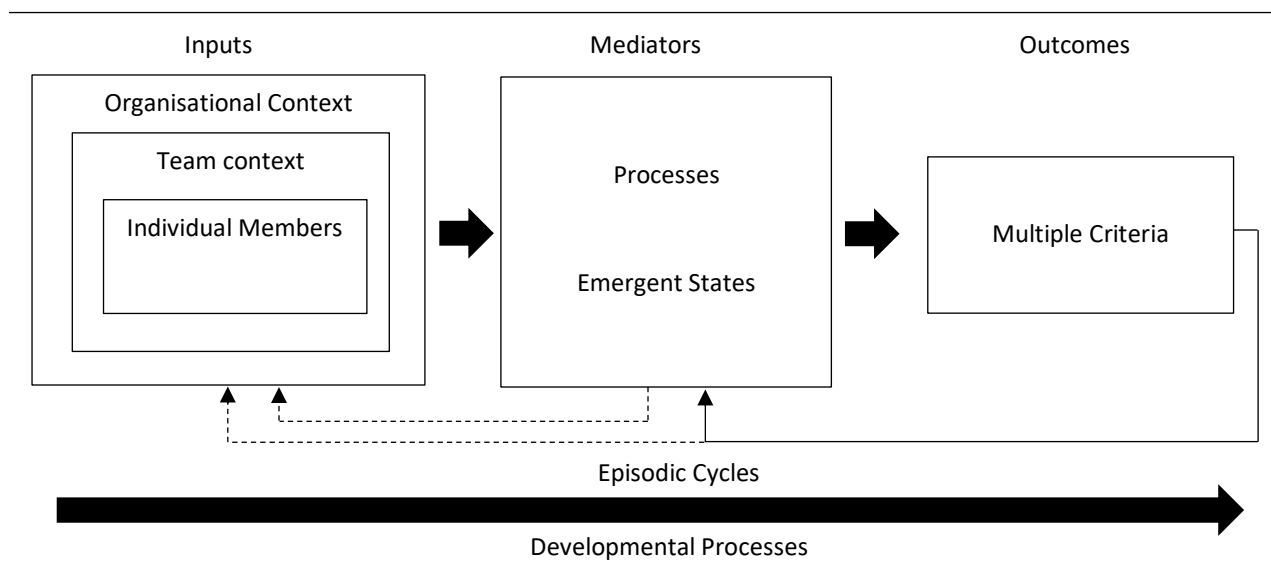 Inputs
Mediators
Outcomes
Organisational Context
Team context
Individual Members
Processes
Emergent States
Multiple Criteria
Episodic Cycles
Developmental Processes